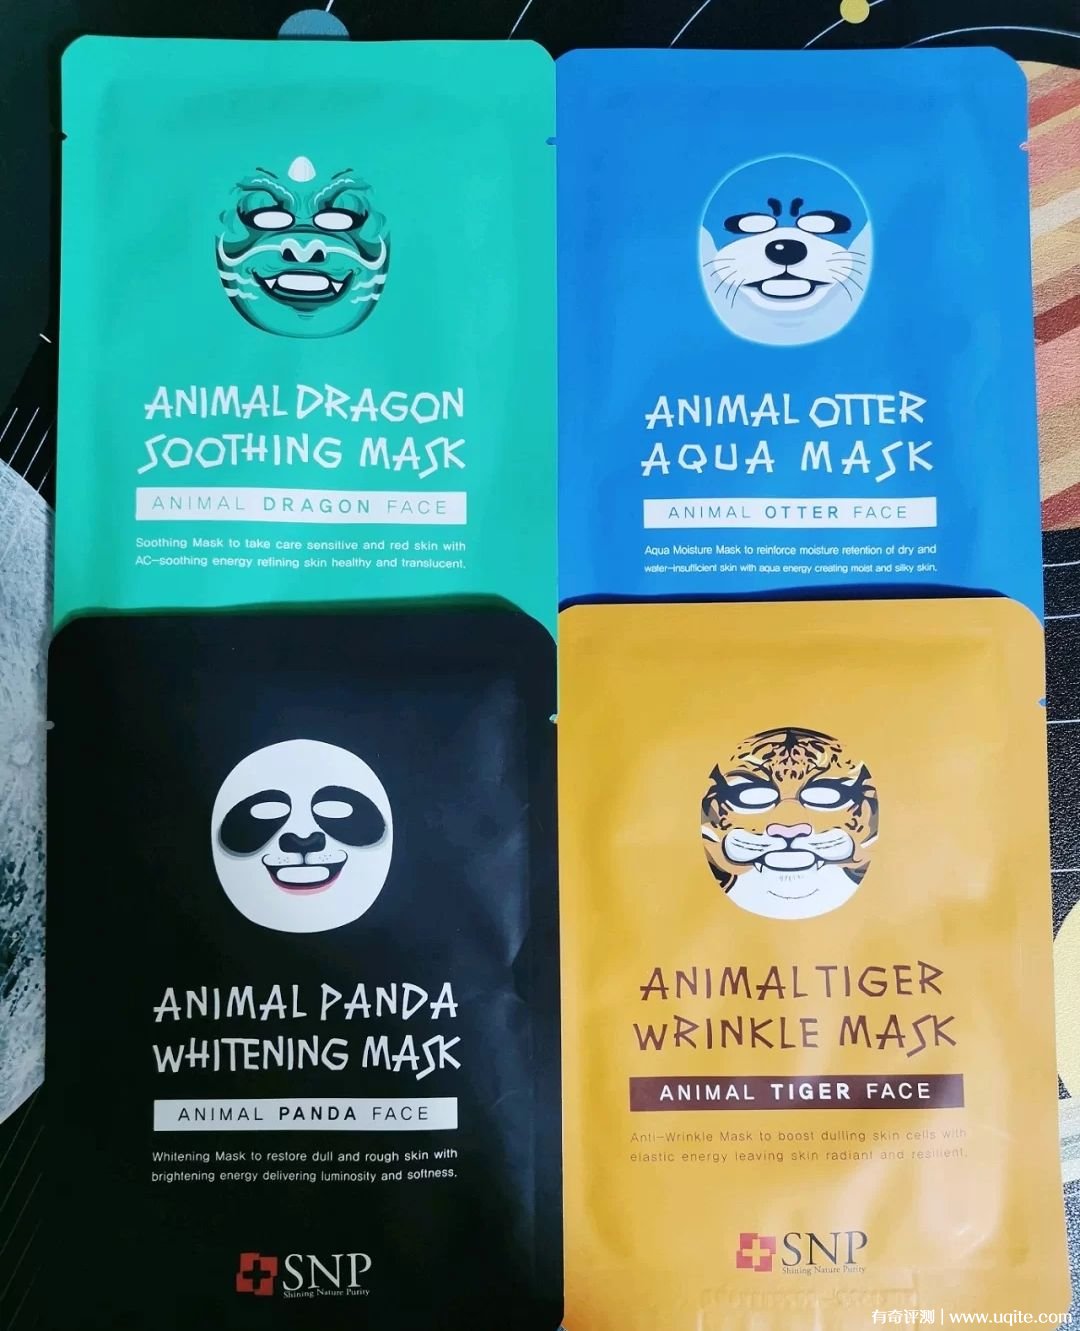 ANIMAL DRAGON
SOOTHING MASK
ANIMAL DRAGON FACE
Soothing Mask to take care sensitive and red skin with
AC-soothing energy refining skin healthy and translucent.
ANIMAL OTTER
AQUA MASK
ANIMAL OTTER FACE
Aqua Moisture Mask to reinforce moisture retention of dry and
water-insufficient skin with aqua energy creating moist and silky skin.
ANIMAL PANDA
WHITENING MASK
ANIMAL PANDA FACE
Whitening Mask to restore dull and rough skin with
brightening energy delivering luminosity and softness.
SNP
Shining Nature Purity
ANIMAL TIGER
WRINKLE MASK
ANIMAL TIGER FACE
Anti-Wrinkle Mask to boost dulling skin cells with
elastic energy leaving skin radiant and resilient.
SNP
Shining Nature Purity
有奇评测 | www.uqite.com